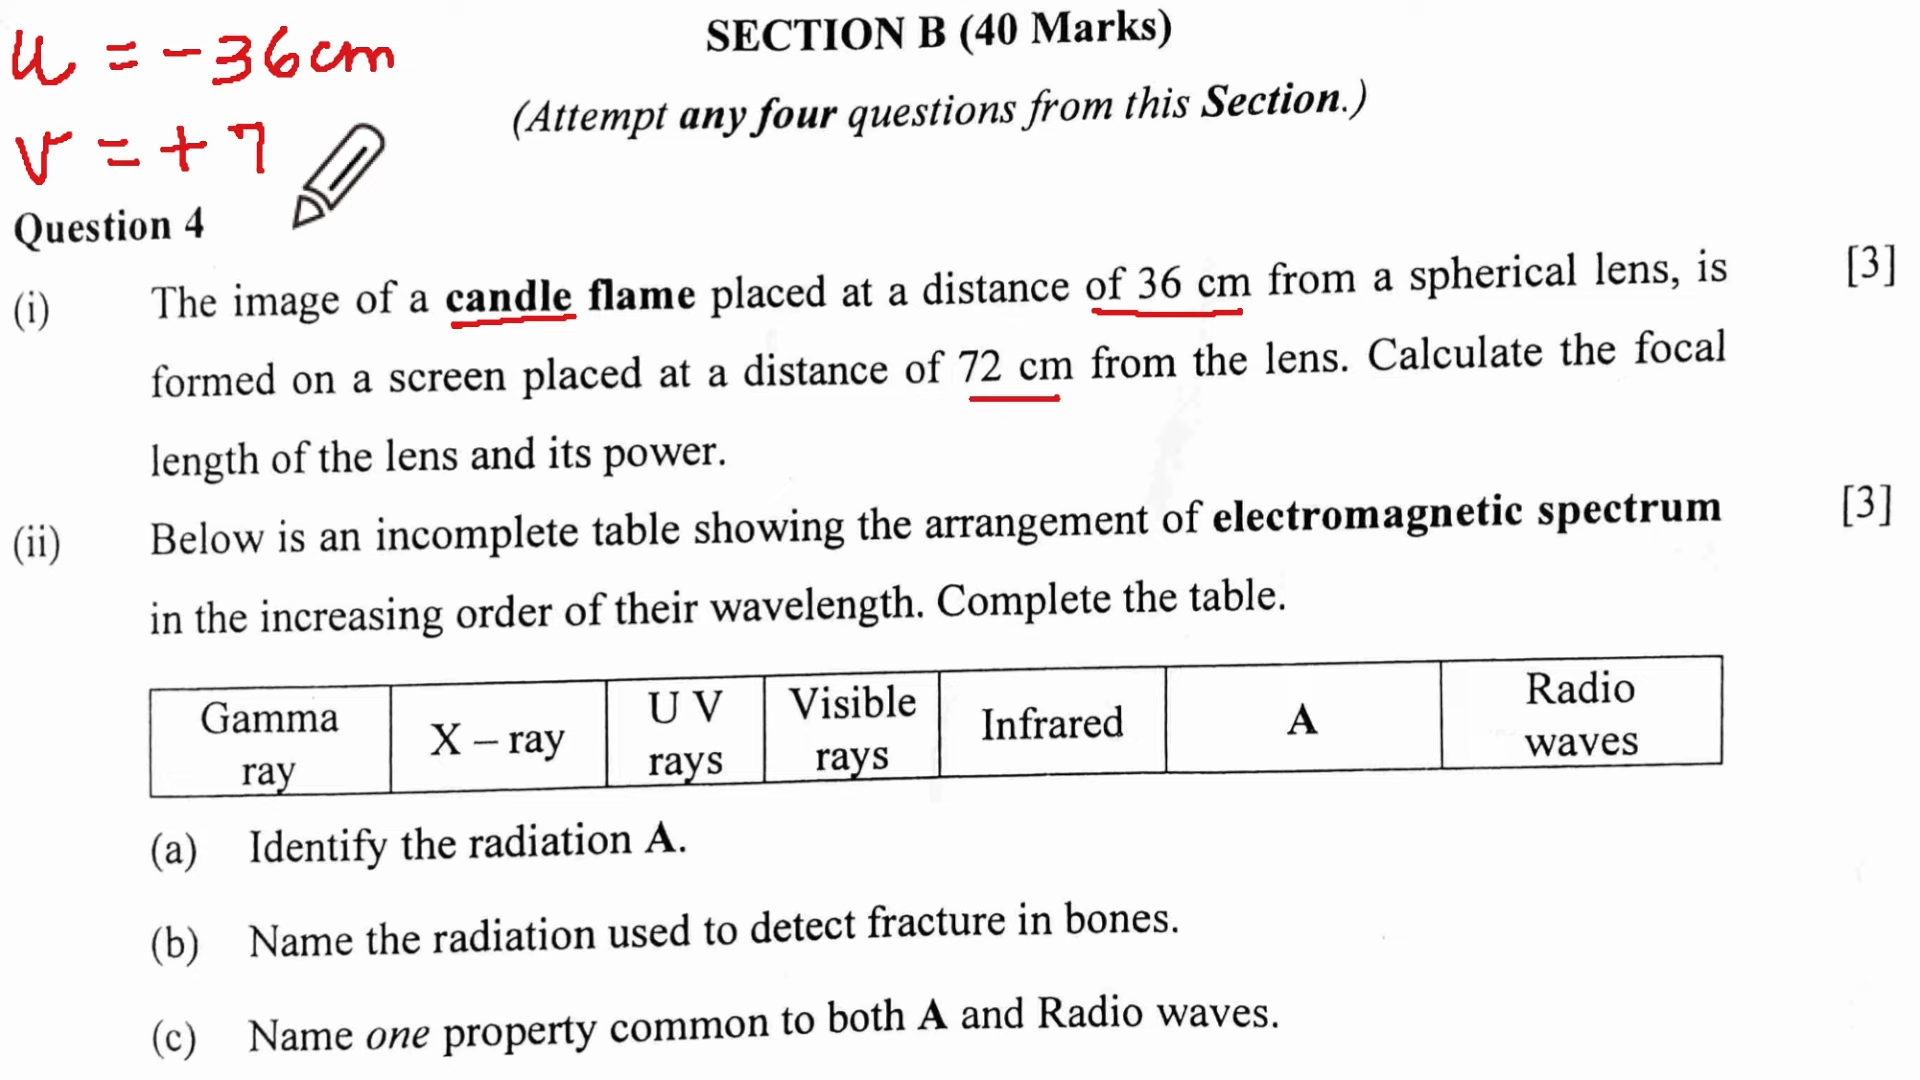 u = -36cm
v = +7
SECTION B (40 Marks)
(Attempt any four questions from this Section.)
Question 4
(i) The image of a candle flame placed at a distance of 36 cm from a spherical lens, is [3]
formed on a screen placed at a distance of 72 cm from the lens. Calculate the focal
length of the lens and its power.
(ii) Below is an incomplete table showing the arrangement of electromagnetic spectrum [3]
in the increasing order of their wavelength. Complete the table.
Gamma ray X – ray U V rays Visible rays Infrared A Radio waves
(a) Identify the radiation A.
(b) Name the radiation used to detect fracture in bones.
(c) Name one property common to both A and Radio waves.